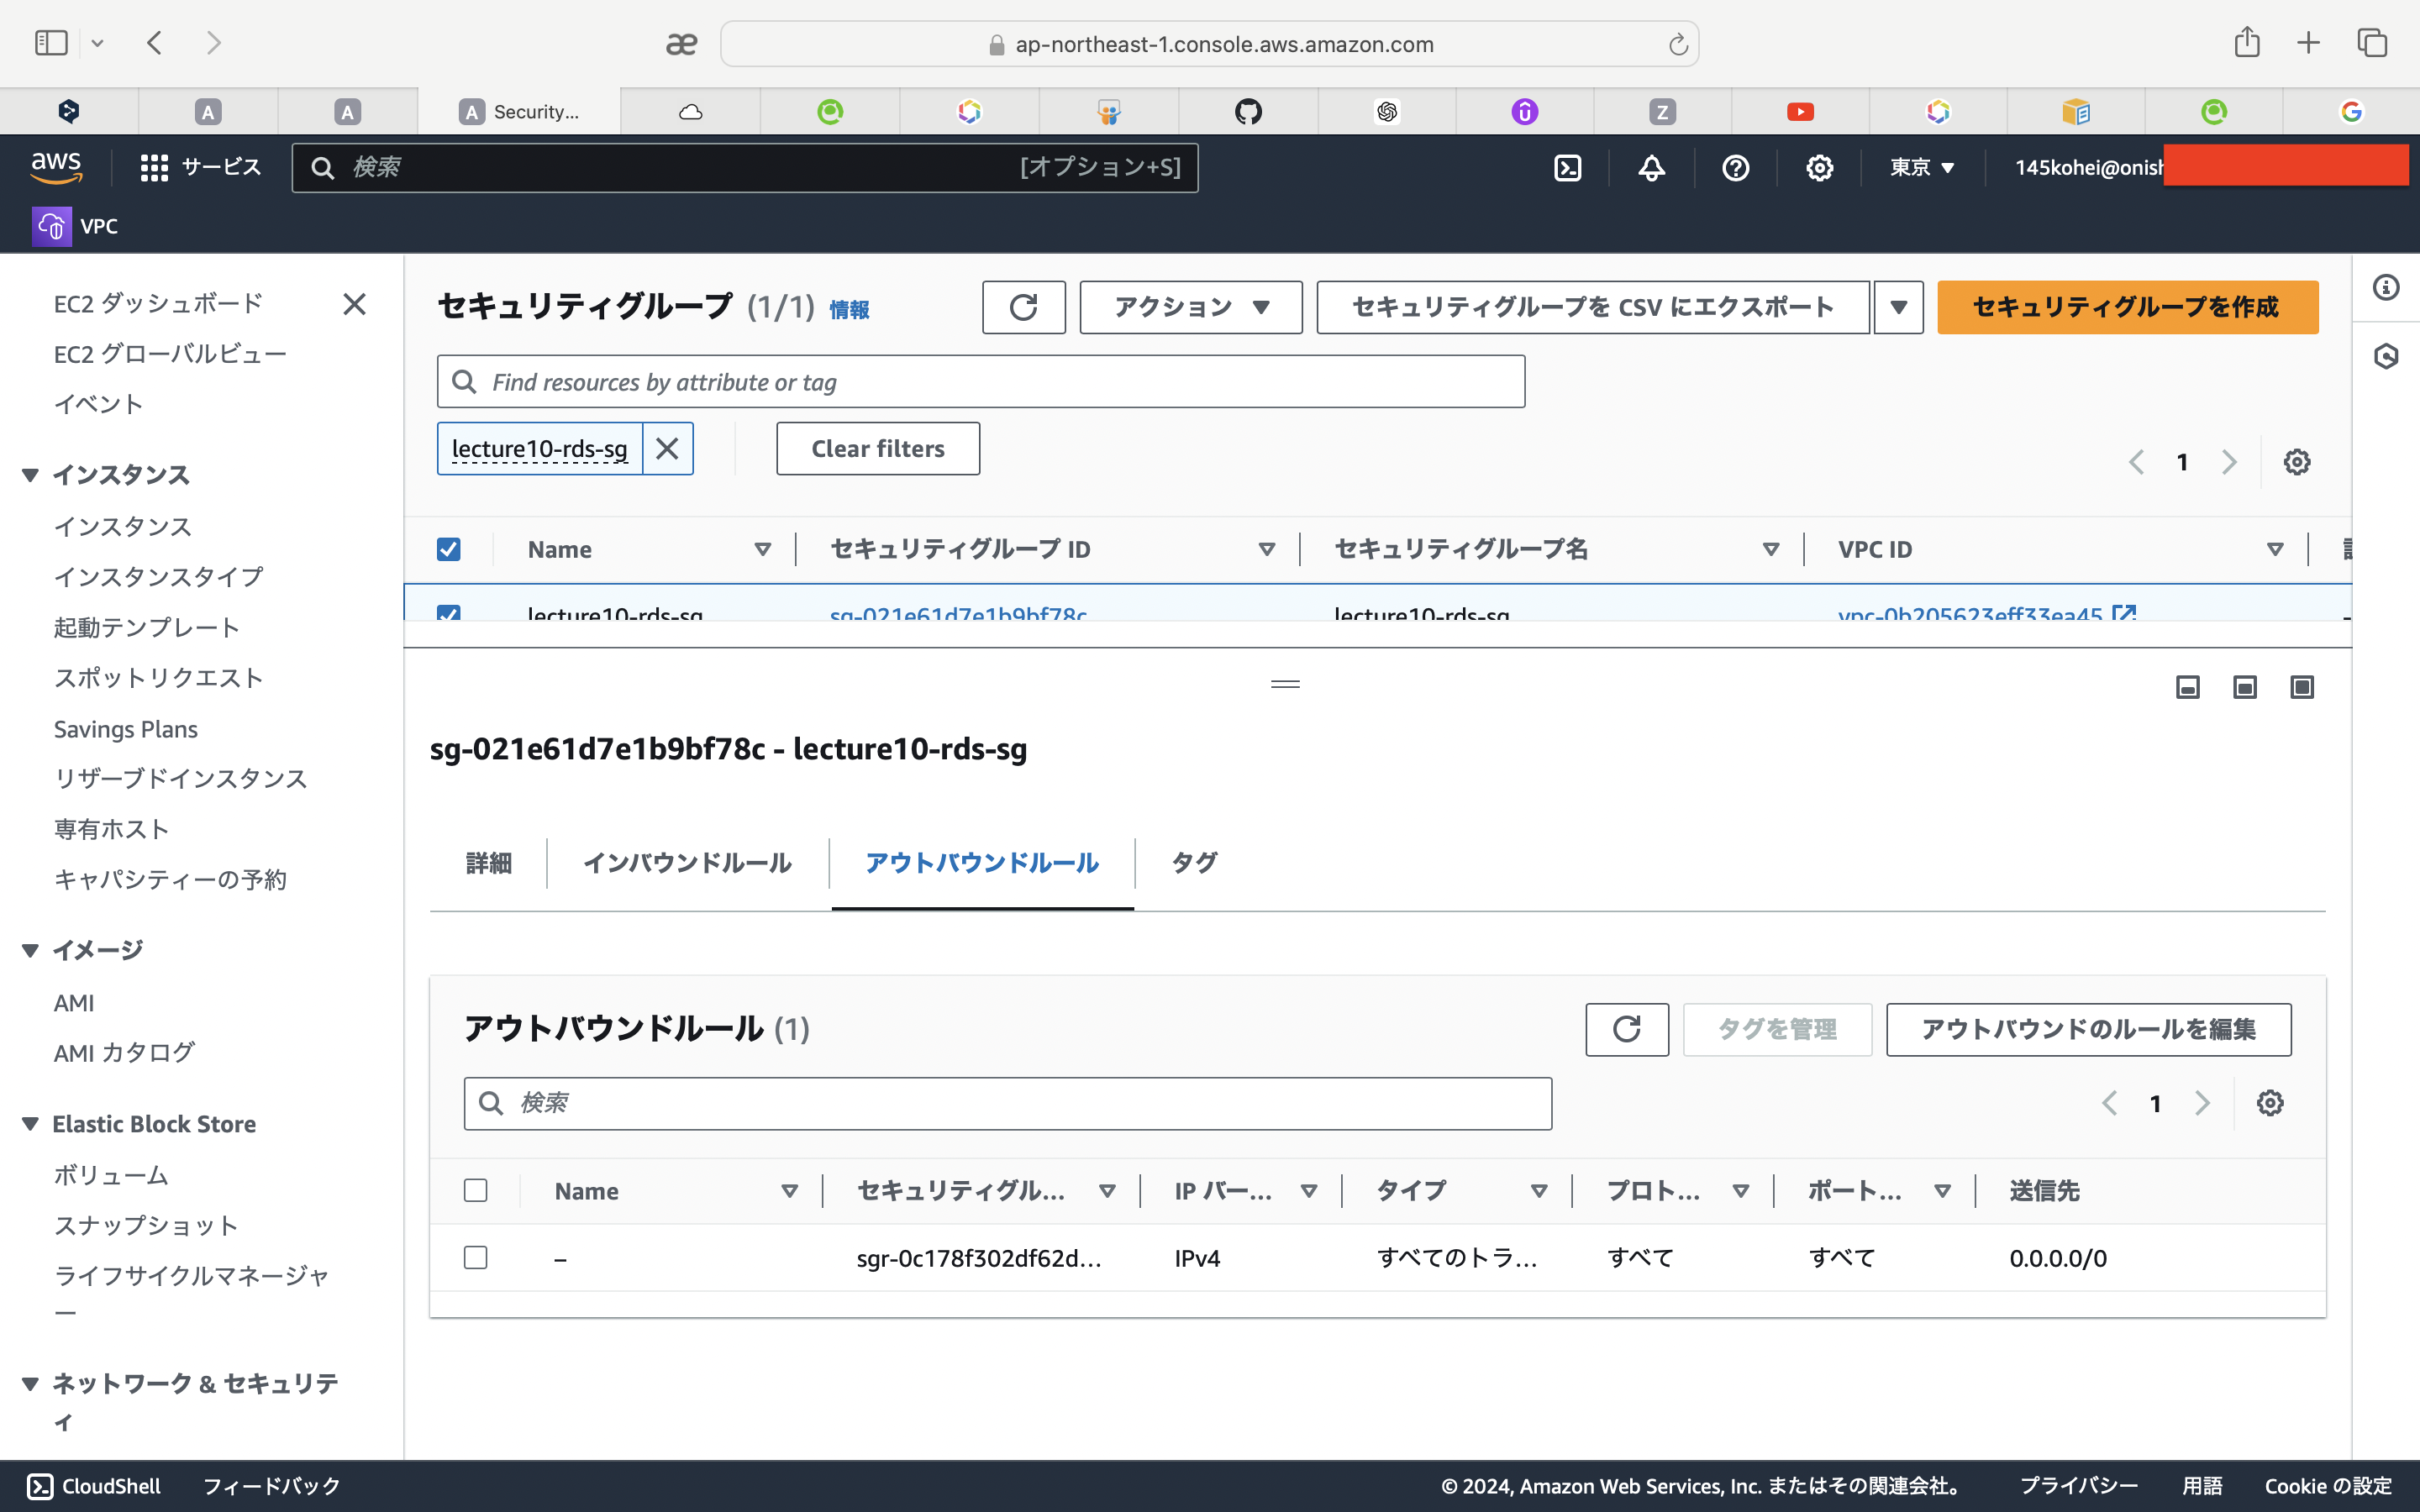 ap-northeast-1.console.aws.amazon.com
A
A
A Security...
Z
aws
サービス
検索
[オプション+S]
東京
145kohei@onish
VPC
EC2 ダッシュボード
EC2 グローバルビュー
イベント
インスタンス
インスタンス
インスタンスタイプ
起動テンプレート
スポットリクエスト
Savings Plans
リザーブドインスタンス
専有ホスト
キャパシティーの予約
イメージ
AMI
AMI カタログ
Elastic Block Store
ボリューム
スナップショット
ライフサイクルマネージャ
ー
ネットワーク & セキュリテ
ィ
セキュリティグループ (1/1) 情報
アクション
セキュリティグループを CSV にエクスポート
セキュリティグループを作成
Find resources by attribute or tag
lecture10-rds-sg
Clear filters
1
Name
セキュリティグループ ID
セキュリティグループ名
VPC ID
lecture10-rds-sg
sg-021e61d7e1b9bf78c
lecture10-rds-sg
vpc-0b205623eff33ea45
sg-021e61d7e1b9bf78c - lecture10-rds-sg
詳細
インバウンドルール
アウトバウンドルール
タグ
アウトバウンドルール (1)
タグを管理
アウトバウンドのルールを編集
検索
1
Name
セキュリティグル...
IP バー...
タイプ
プロト...
ポート...
送信先
–
sgr-0c178f302df62d...
IPv4
すべてのトラ...
すべて
すべて
0.0.0.0/0
CloudShell
フィードバック
© 2024, Amazon Web Services, Inc. またはその関連会社。
プライバシー
用語
Cookie の設定